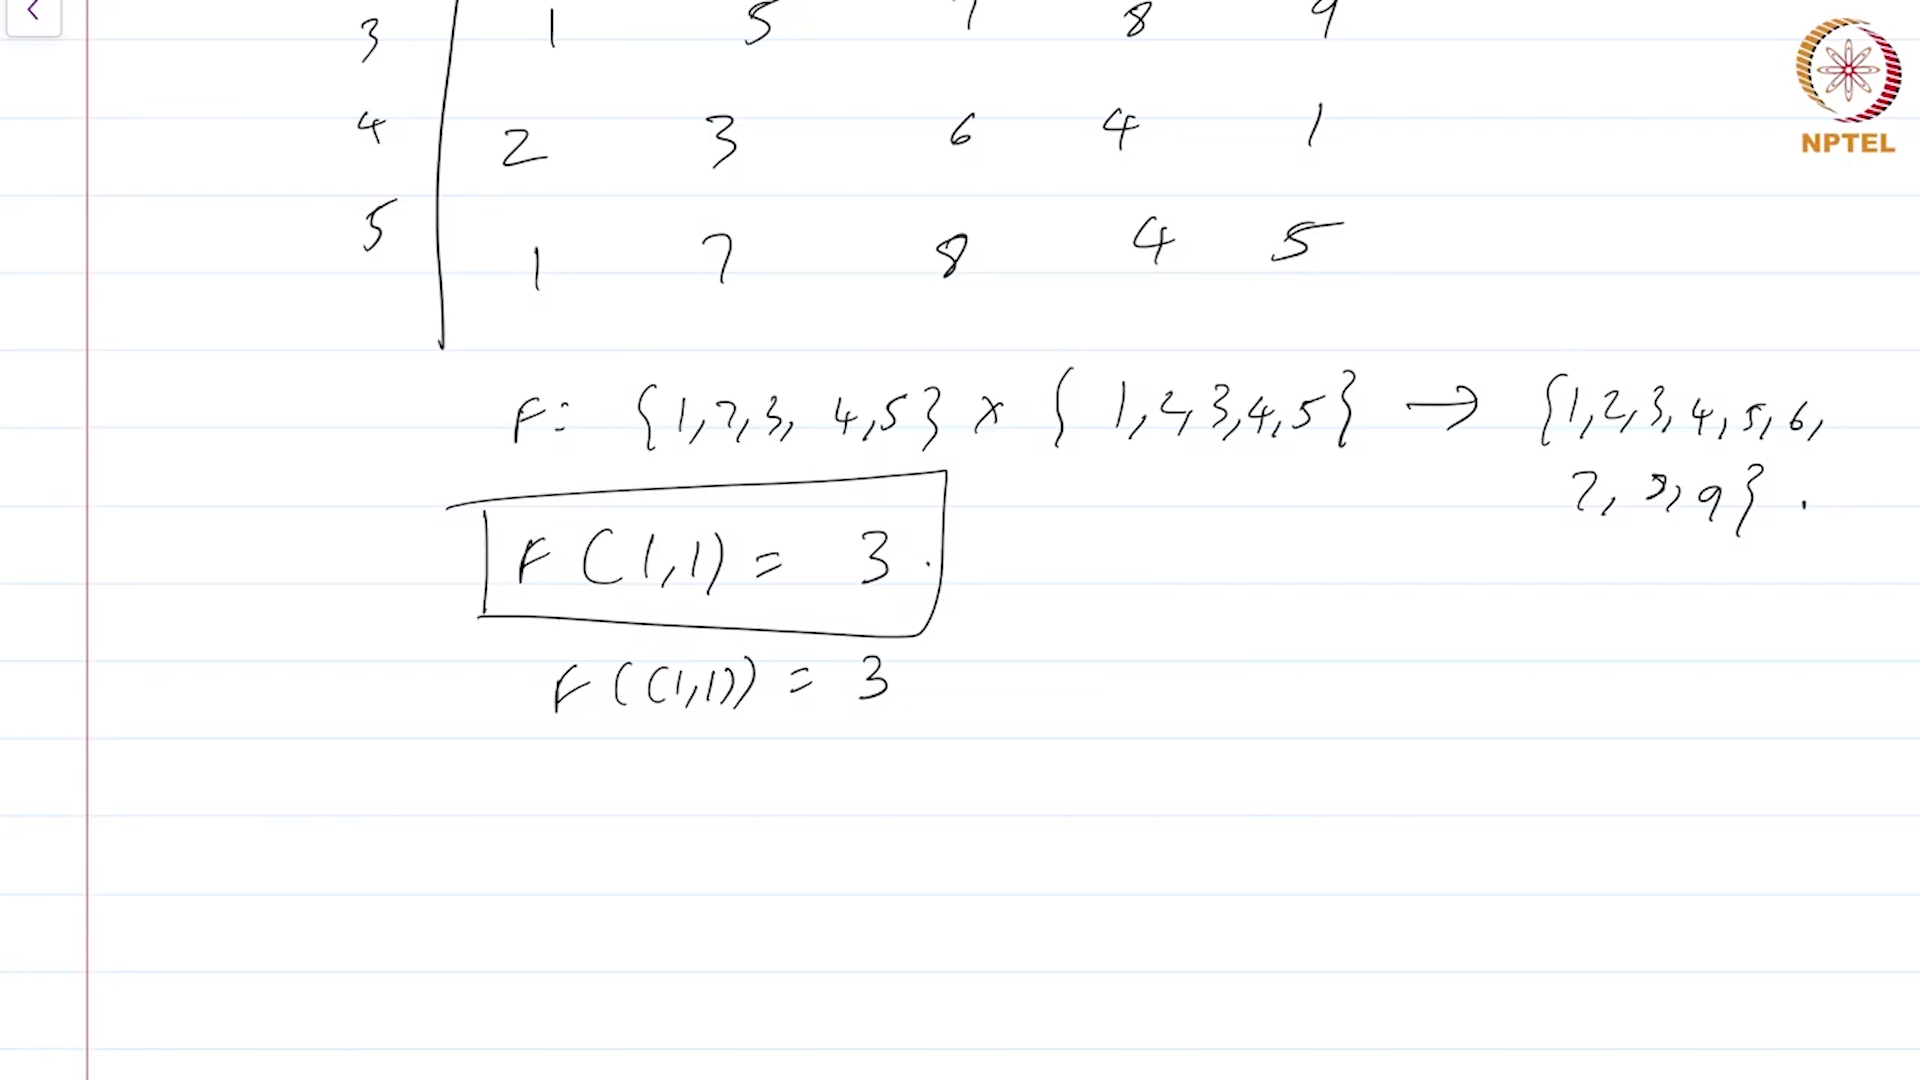 3 1 5 7 8 9
4 2 3 6 4 1
5 1 7 8 4 5
NPTEL
F: {1,2,3, 4,5} x { 1,2,3,4,5} → {1,2,3,4,5,6,
7, 8, 9} .
F(1,1) = 3.
F((1,1)) = 3